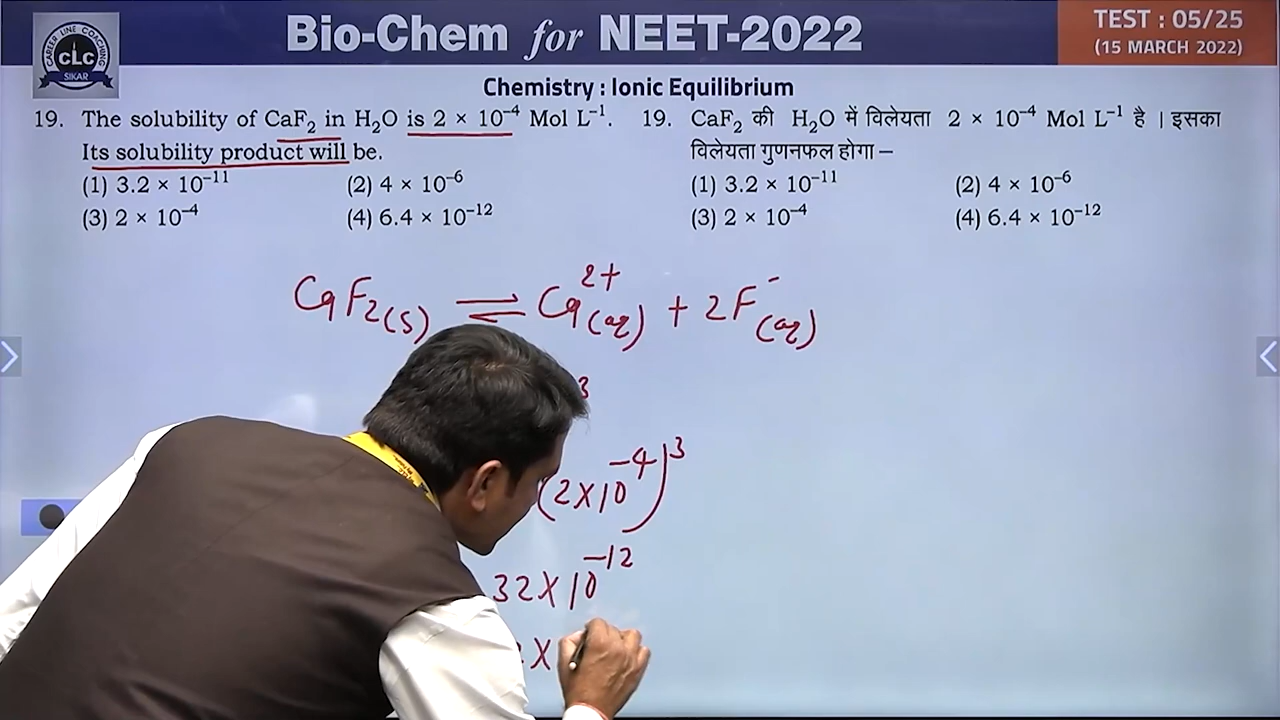 CAREER LINE COACHING
CLC
SIKAR
Bio-Chem for NEET-2022
TEST : 05/25
(15 MARCH 2022)
Chemistry : Ionic Equilibrium
19. The solubility of CaF₂ in H₂O is 2 × 10⁻⁴ Mol L⁻¹.
Its solubility product will be.
(1) 3.2 × 10⁻¹¹ (2) 4 × 10⁻⁶
(3) 2 × 10⁻⁴ (4) 6.4 × 10⁻¹²
19. CaF₂ की H₂O में विलेयता 2 × 10⁻⁴ Mol L⁻¹ है । इसका
विलेयता गुणनफल होगा –
(1) 3.2 × 10⁻¹¹ (2) 4 × 10⁻⁶
(3) 2 × 10⁻⁴ (4) 6.4 × 10⁻¹²
CaF₂(s) ⇌ Ca²⁺(aq) + 2F⁻(aq)
3
(2×10⁻⁴)³
32×10⁻¹²
×